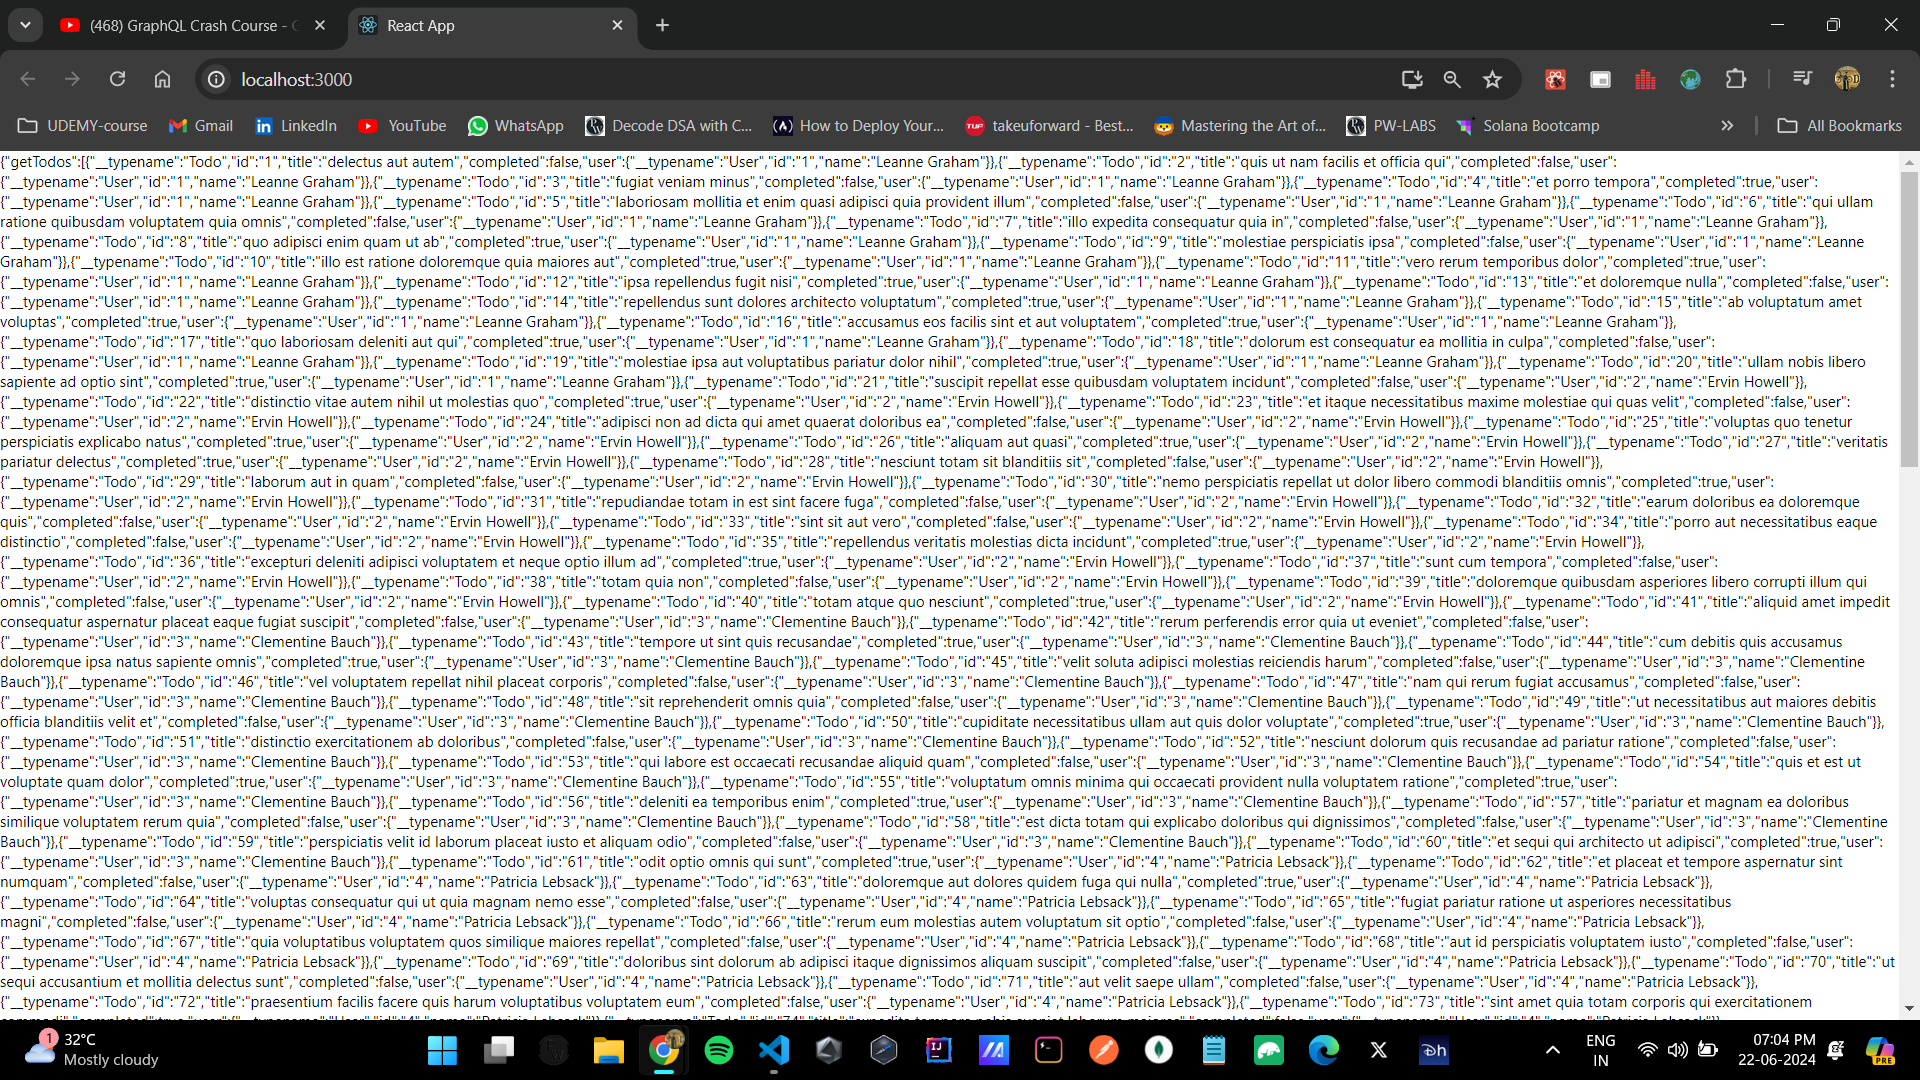 (468) GraphQL Crash Course - G
React App
localhost:3000
UDEMY-course
Gmail
LinkedIn
YouTube
WhatsApp
Decode DSA with C...
How to Deploy Your...
takeuforward - Best...
Mastering the Art of...
PW-LABS
Solana Bootcamp
All Bookmarks
{"getTodos":[{"__typename":"Todo","id":"1","title":"delectus aut autem","completed":false,"user":{"__typename":"User","id":"1","name":"Leanne Graham"}},{"__typename":"Todo","id":"2","title":"quis ut nam facilis et officia qui","completed":false,"user":
{"__typename":"User","id":"1","name":"Leanne Graham"}},{"__typename":"Todo","id":"3","title":"fugiat veniam minus","completed":false,"user":{"__typename":"User","id":"1","name":"Leanne Graham"}},{"__typename":"Todo","id":"4","title":"et porro tempora","completed":true,"user":
{"__typename":"User","id":"1","name":"Leanne Graham"}},{"__typename":"Todo","id":"5","title":"laboriosam mollitia et enim quasi adipisci quia provident illum","completed":false,"user":{"__typename":"User","id":"1","name":"Leanne Graham"}},{"__typename":"Todo","id":"6","title":"qui ullam
ratione quibusdam voluptatem quia omnis","completed":false,"user":{"__typename":"User","id":"1","name":"Leanne Graham"}},{"__typename":"Todo","id":"7","title":"illo expedita consequatur quia in","completed":false,"user":{"__typename":"User","id":"1","name":"Leanne Graham"}},
{"__typename":"Todo","id":"8","title":"quo adipisci enim quam ut ab","completed":true,"user":{"__typename":"User","id":"1","name":"Leanne Graham"}},{"__typename":"Todo","id":"9","title":"molestiae perspiciatis ipsa","completed":false,"user":{"__typename":"User","id":"1","name":"Leanne
Graham"}},{"__typename":"Todo","id":"10","title":"illo est ratione doloremque quia maiores aut","completed":true,"user":{"__typename":"User","id":"1","name":"Leanne Graham"}},{"__typename":"Todo","id":"11","title":"vero rerum temporibus dolor","completed":true,"user":
{"__typename":"User","id":"1","name":"Leanne Graham"}},{"__typename":"Todo","id":"12","title":"ipsa repellendus fugit nisi","completed":true,"user":{"__typename":"User","id":"1","name":"Leanne Graham"}},{"__typename":"Todo","id":"13","title":"et doloremque nulla","completed":false,"user":
{"__typename":"User","id":"1","name":"Leanne Graham"}},{"__typename":"Todo","id":"14","title":"repellendus sunt dolores architecto voluptatum","completed":true,"user":{"__typename":"User","id":"1","name":"Leanne Graham"}},{"__typename":"Todo","id":"15","title":"ab voluptatum amet
voluptas","completed":true,"user":{"__typename":"User","id":"1","name":"Leanne Graham"}},{"__typename":"Todo","id":"16","title":"accusamus eos facilis sint et aut voluptatem","completed":true,"user":{"__typename":"User","id":"1","name":"Leanne Graham"}},
{"__typename":"Todo","id":"17","title":"quo laboriosam deleniti aut qui","completed":true,"user":{"__typename":"User","id":"1","name":"Leanne Graham"}},{"__typename":"Todo","id":"18","title":"dolorum est consequatur ea mollitia in culpa","completed":false,"user":
{"__typename":"User","id":"1","name":"Leanne Graham"}},{"__typename":"Todo","id":"19","title":"molestiae ipsa aut voluptatibus pariatur dolor nihil","completed":true,"user":{"__typename":"User","id":"1","name":"Leanne Graham"}},{"__typename":"Todo","id":"20","title":"ullam nobis libero
sapiente ad optio sint","completed":true,"user":{"__typename":"User","id":"1","name":"Leanne Graham"}},{"__typename":"Todo","id":"21","title":"suscipit repellat esse quibusdam voluptatem incidunt","completed":false,"user":{"__typename":"User","id":"2","name":"Ervin Howell"}},
{"__typename":"Todo","id":"22","title":"distinctio vitae autem nihil ut molestias quo","completed":true,"user":{"__typename":"User","id":"2","name":"Ervin Howell"}},{"__typename":"Todo","id":"23","title":"et itaque necessitatibus maxime molestiae qui quas velit","completed":false,"user":
{"__typename":"User","id":"2","name":"Ervin Howell"}},{"__typename":"Todo","id":"24","title":"adipisci non ad dicta qui amet quaerat doloribus ea","completed":false,"user":{"__typename":"User","id":"2","name":"Ervin Howell"}},{"__typename":"Todo","id":"25","title":"voluptas quo tenetur
perspiciatis explicabo natus","completed":true,"user":{"__typename":"User","id":"2","name":"Ervin Howell"}},{"__typename":"Todo","id":"26","title":"aliquam aut quasi","completed":true,"user":{"__typename":"User","id":"2","name":"Ervin Howell"}},{"__typename":"Todo","id":"27","title":"veritatis
pariatur delectus","completed":true,"user":{"__typename":"User","id":"2","name":"Ervin Howell"}},{"__typename":"Todo","id":"28","title":"nesciunt totam sit blanditiis sit","completed":false,"user":{"__typename":"User","id":"2","name":"Ervin Howell"}},
{"__typename":"Todo","id":"29","title":"laborum aut in quam","completed":false,"user":{"__typename":"User","id":"2","name":"Ervin Howell"}},{"__typename":"Todo","id":"30","title":"nemo perspiciatis repellat ut dolor libero commodi blanditiis omnis","completed":true,"user":
{"__typename":"User","id":"2","name":"Ervin Howell"}},{"__typename":"Todo","id":"31","title":"repudiandae totam in est sint facere fuga","completed":false,"user":{"__typename":"User","id":"2","name":"Ervin Howell"}},{"__typename":"Todo","id":"32","title":"earum doloribus ea doloremque
quis","completed":false,"user":{"__typename":"User","id":"2","name":"Ervin Howell"}},{"__typename":"Todo","id":"33","title":"sint sit aut vero","completed":false,"user":{"__typename":"User","id":"2","name":"Ervin Howell"}},{"__typename":"Todo","id":"34","title":"porro aut necessitatibus eaque
distinctio","completed":false,"user":{"__typename":"User","id":"2","name":"Ervin Howell"}},{"__typename":"Todo","id":"35","title":"repellendus veritatis molestias dicta incidunt","completed":true,"user":{"__typename":"User","id":"2","name":"Ervin Howell"}},
{"__typename":"Todo","id":"36","title":"excepturi deleniti adipisci voluptatem et neque optio illum ad","completed":true,"user":{"__typename":"User","id":"2","name":"Ervin Howell"}},{"__typename":"Todo","id":"37","title":"sunt cum tempora","completed":false,"user":
{"__typename":"User","id":"2","name":"Ervin Howell"}},{"__typename":"Todo","id":"38","title":"totam quia non","completed":false,"user":{"__typename":"User","id":"2","name":"Ervin Howell"}},{"__typename":"Todo","id":"39","title":"doloremque quibusdam asperiores libero corrupti illum qui
omnis","completed":false,"user":{"__typename":"User","id":"2","name":"Ervin Howell"}},{"__typename":"Todo","id":"40","title":"totam atque quo nesciunt","completed":true,"user":{"__typename":"User","id":"2","name":"Ervin Howell"}},{"__typename":"Todo","id":"41","title":"aliquid amet impedit
consequatur aspernatur placeat eaque fugiat suscipit","completed":false,"user":{"__typename":"User","id":"3","name":"Clementine Bauch"}},{"__typename":"Todo","id":"42","title":"rerum perferendis error quia ut eveniet","completed":false,"user":
{"__typename":"User","id":"3","name":"Clementine Bauch"}},{"__typename":"Todo","id":"43","title":"tempore ut sint quis recusandae","completed":true,"user":{"__typename":"User","id":"3","name":"Clementine Bauch"}},{"__typename":"Todo","id":"44","title":"cum debitis quis accusamus
doloremque ipsa natus sapiente omnis","completed":true,"user":{"__typename":"User","id":"3","name":"Clementine Bauch"}},{"__typename":"Todo","id":"45","title":"velit soluta adipisci molestias reiciendis harum","completed":false,"user":{"__typename":"User","id":"3","name":"Clementine
Bauch"}},{"__typename":"Todo","id":"46","title":"vel voluptatem repellat nihil placeat corporis","completed":false,"user":{"__typename":"User","id":"3","name":"Clementine Bauch"}},{"__typename":"Todo","id":"47","title":"nam qui rerum fugiat accusamus","completed":false,"user":
{"__typename":"User","id":"3","name":"Clementine Bauch"}},{"__typename":"Todo","id":"48","title":"sit reprehenderit omnis quia","completed":false,"user":{"__typename":"User","id":"3","name":"Clementine Bauch"}},{"__typename":"Todo","id":"49","title":"ut necessitatibus aut maiores debitis
officia blanditiis velit et","completed":false,"user":{"__typename":"User","id":"3","name":"Clementine Bauch"}},{"__typename":"Todo","id":"50","title":"cupiditate necessitatibus ullam aut quis dolor voluptate","completed":true,"user":{"__typename":"User","id":"3","name":"Clementine Bauch"}},
{"__typename":"Todo","id":"51","title":"distinctio exercitationem ab doloribus","completed":false,"user":{"__typename":"User","id":"3","name":"Clementine Bauch"}},{"__typename":"Todo","id":"52","title":"nesciunt dolorum quis recusandae ad pariatur ratione","completed":false,"user":
{"__typename":"User","id":"3","name":"Clementine Bauch"}},{"__typename":"Todo","id":"53","title":"qui labore est occaecati recusandae aliquid quam","completed":false,"user":{"__typename":"User","id":"3","name":"Clementine Bauch"}},{"__typename":"Todo","id":"54","title":"quis et est ut
voluptate quam dolor","completed":true,"user":{"__typename":"User","id":"3","name":"Clementine Bauch"}},{"__typename":"Todo","id":"55","title":"voluptatum omnis minima qui occaecati provident nulla voluptatem ratione","completed":true,"user":
{"__typename":"User","id":"3","name":"Clementine Bauch"}},{"__typename":"Todo","id":"56","title":"deleniti ea temporibus enim","completed":true,"user":{"__typename":"User","id":"3","name":"Clementine Bauch"}},{"__typename":"Todo","id":"57","title":"pariatur et magnam ea doloribus
similique voluptatem rerum quia","completed":false,"user":{"__typename":"User","id":"3","name":"Clementine Bauch"}},{"__typename":"Todo","id":"58","title":"est dicta totam qui explicabo doloribus qui dignissimos","completed":false,"user":{"__typename":"User","id":"3","name":"Clementine
Bauch"}},{"__typename":"Todo","id":"59","title":"perspiciatis velit id laborum placeat iusto et aliquam odio","completed":false,"user":{"__typename":"User","id":"3","name":"Clementine Bauch"}},{"__typename":"Todo","id":"60","title":"et sequi qui architecto ut adipisci","completed":true,"user":
{"__typename":"User","id":"3","name":"Clementine Bauch"}},{"__typename":"Todo","id":"61","title":"odit optio omnis qui sunt","completed":true,"user":{"__typename":"User","id":"4","name":"Patricia Lebsack"}},{"__typename":"Todo","id":"62","title":"et placeat et tempore aspernatur sint
numquam","completed":false,"user":{"__typename":"User","id":"4","name":"Patricia Lebsack"}},{"__typename":"Todo","id":"63","title":"doloremque aut dolores quidem fuga qui nulla","completed":true,"user":{"__typename":"User","id":"4","name":"Patricia Lebsack"}},
{"__typename":"Todo","id":"64","title":"voluptas consequatur qui ut quia magnam nemo esse","completed":false,"user":{"__typename":"User","id":"4","name":"Patricia Lebsack"}},{"__typename":"Todo","id":"65","title":"fugiat pariatur ratione ut asperiores necessitatibus
magni","completed":false,"user":{"__typename":"User","id":"4","name":"Patricia Lebsack"}},{"__typename":"Todo","id":"66","title":"rerum eum molestias autem voluptatum sit optio","completed":false,"user":{"__typename":"User","id":"4","name":"Patricia Lebsack"}},
{"__typename":"Todo","id":"67","title":"quia voluptatibus voluptatem quos similique maiores repellat","completed":false,"user":{"__typename":"User","id":"4","name":"Patricia Lebsack"}},{"__typename":"Todo","id":"68","title":"aut id perspiciatis voluptatem iusto","completed":false,"user":
{"__typename":"User","id":"4","name":"Patricia Lebsack"}},{"__typename":"Todo","id":"69","title":"doloribus sint dolorum ab adipisci itaque dignissimos aliquam suscipit","completed":false,"user":{"__typename":"User","id":"4","name":"Patricia Lebsack"}},{"__typename":"Todo","id":"70","title":"ut
sequi accusantium et mollitia delectus sunt","completed":false,"user":{"__typename":"User","id":"4","name":"Patricia Lebsack"}},{"__typename":"Todo","id":"71","title":"aut velit saepe ullam","completed":false,"user":{"__typename":"User","id":"4","name":"Patricia Lebsack"}},
{"__typename":"Todo","id":"72","title":"praesentium facilis facere quis harum voluptatibus voluptatem eum","completed":false,"user":{"__typename":"User","id":"4","name":"Patricia Lebsack"}},{"__typename":"Todo","id":"73","title":"sint amet quia totam corporis qui exercitationem
1
32°C
Mostly cloudy
ENG
IN
07:04 PM
22-06-2024